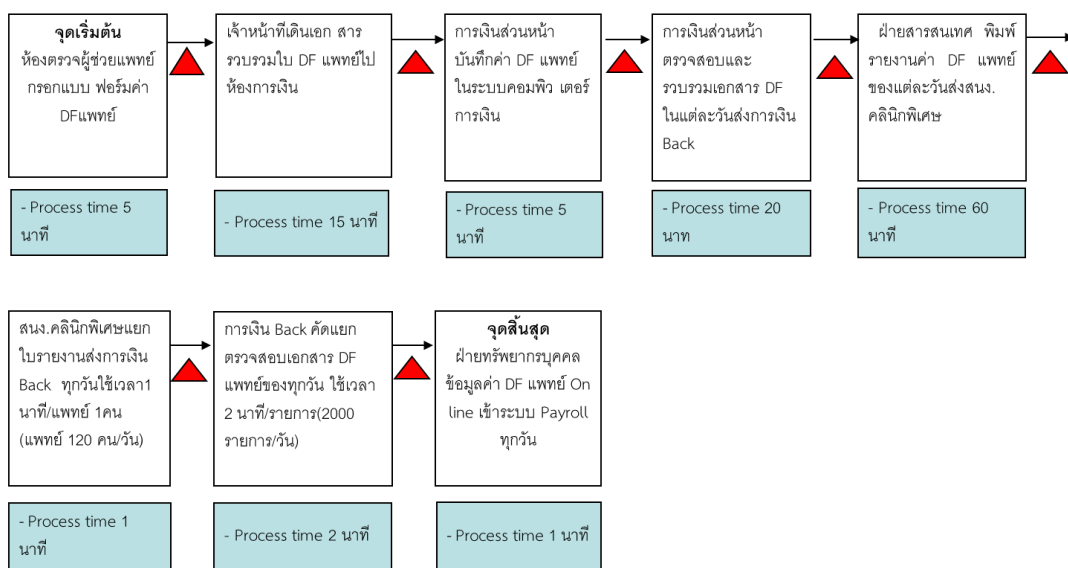 จุดเริ่มต้น
ห้องตรวจผู้ช่วยแพทย์
กรอกแบบ ฟอร์มค่า
DFแพทย์
- Process time 5
นาที
เจ้าหน้าที่เดินเอก สาร
รวบรวมใบ DF แพทย์ไป
ห้องการเงิน
- Process time 15 นาที
การเงินส่วนหน้า
บันทึกค่า DF แพทย์
ในระบบคอมพิว เตอร์
การเงิน
- Process time 5
นาที
การเงินส่วนหน้า
ตรวจสอบและ
รวบรวมเอกสาร DF
ในแต่ละวันส่งการเงิน
Back
- Process time 20
นาท
ฝ่ายสารสนเทศ พิมพ์
รายงานค่า DF แพทย์
ของแต่ละวันส่งสนง.
คลินิกพิเศษ
- Process time 60
นาที
สนง.คลินิกพิเศษแยก
ใบรายงานส่งการเงิน
Back ทุกวันใช้เวลา1
นาที/แพทย์ 1คน
(แพทย์ 120 คน/วัน)
- Process time 1
นาที
การเงิน Back คัดแยก
ตรวจสอบเอกสาร DF
แพทย์ของทุกวัน ใช้เวลา
2 นาที/รายการ(2000
รายการ/วัน)
- Process time 2 นาที
จุดสิ้นสุด
ฝ่ายทรัพยากรบุคคล
ข้อมูลค่า DF แพทย์ On
line เข้าระบบ Payroll
ทุกวัน
- Process time 1 นาที